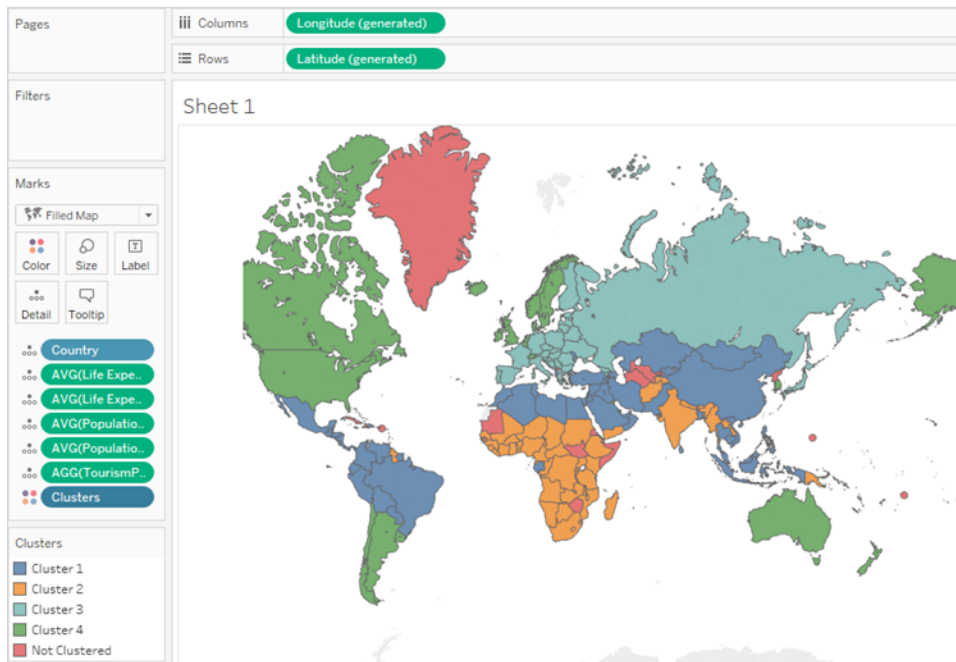 Pages
Columns
Longitude (generated)
Rows
Latitude (generated)
Filters
Sheet 1
Marks
Filled Map
Color
Size
Label
Detail
Tooltip
Country
AVG(Life Expe..
AVG(Life Expe..
AVG(Populatio..
AVG(Populatio..
AGG(TourismP..
Clusters
Clusters
Cluster 1
Cluster 2
Cluster 3
Cluster 4
Not Clustered